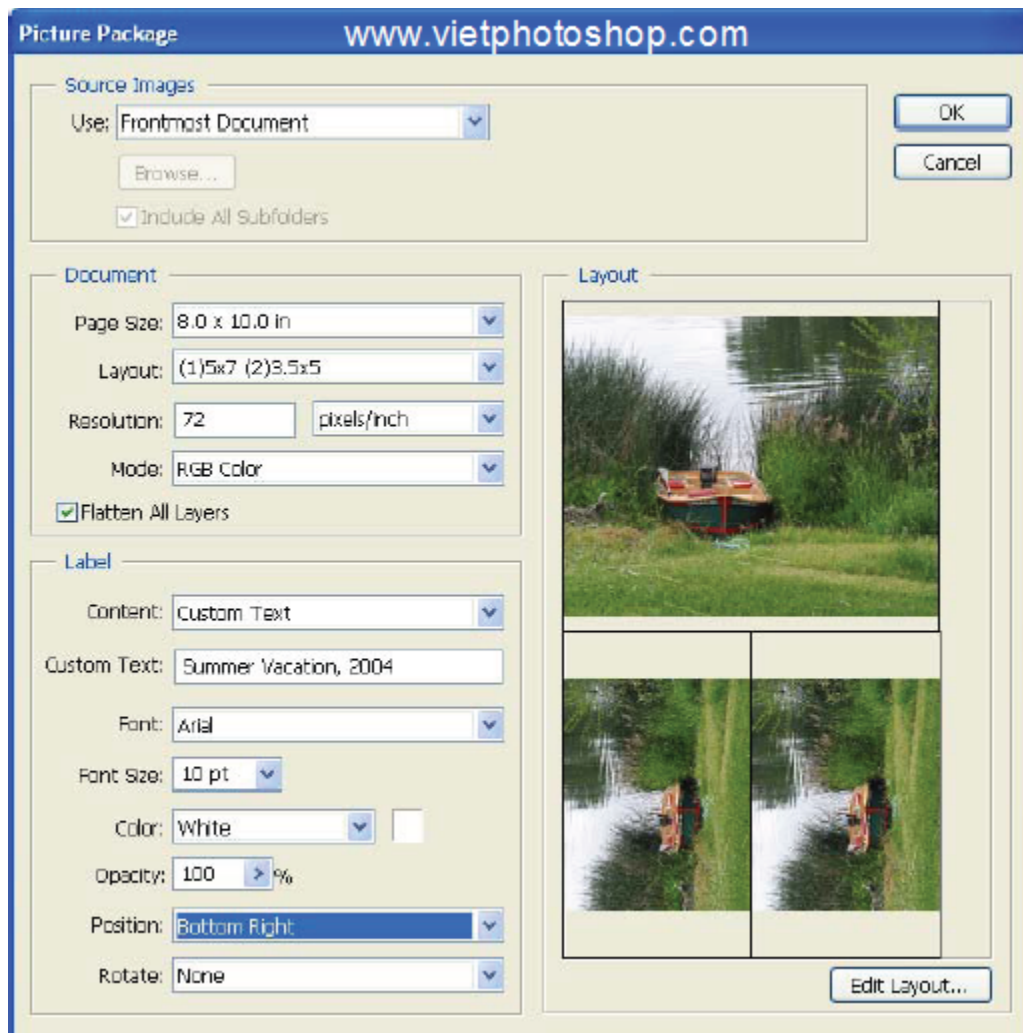 Picture Package
www.vietphotoshop.com
Source Images
Use: Frontmost Document
Browse...
Include All Subfolders
OK
Cancel
Document
Page Size: 8.0 x 10.0 in
Layout: (1)5x7 (2)3.5x5
Resolution: 72 pixels/inch
Mode: RGB Color
Flatten All Layers
Label
Content: Custom Text
Custom Text: Summer Vacation, 2004
Font: Arial
Font Size: 10 pt
Color: White
Opacity: 100 %
Position: Bottom Right
Rotate: None
Layout
Edit Layout...